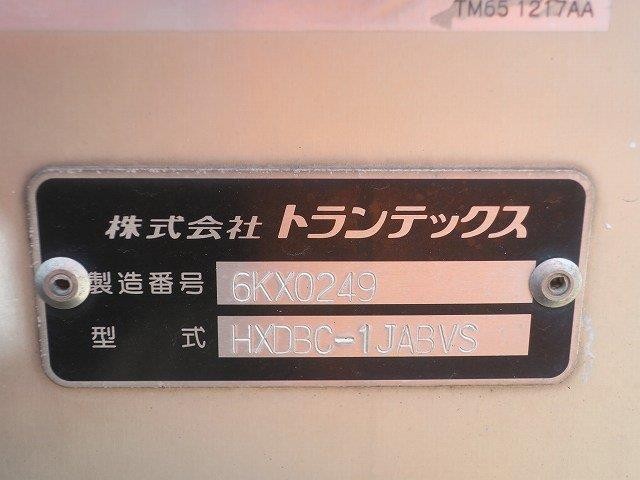 TM65 1217AA
株式会社 トランテックス
製造番号 6KX0249
型式 HXDBC-1JABVS